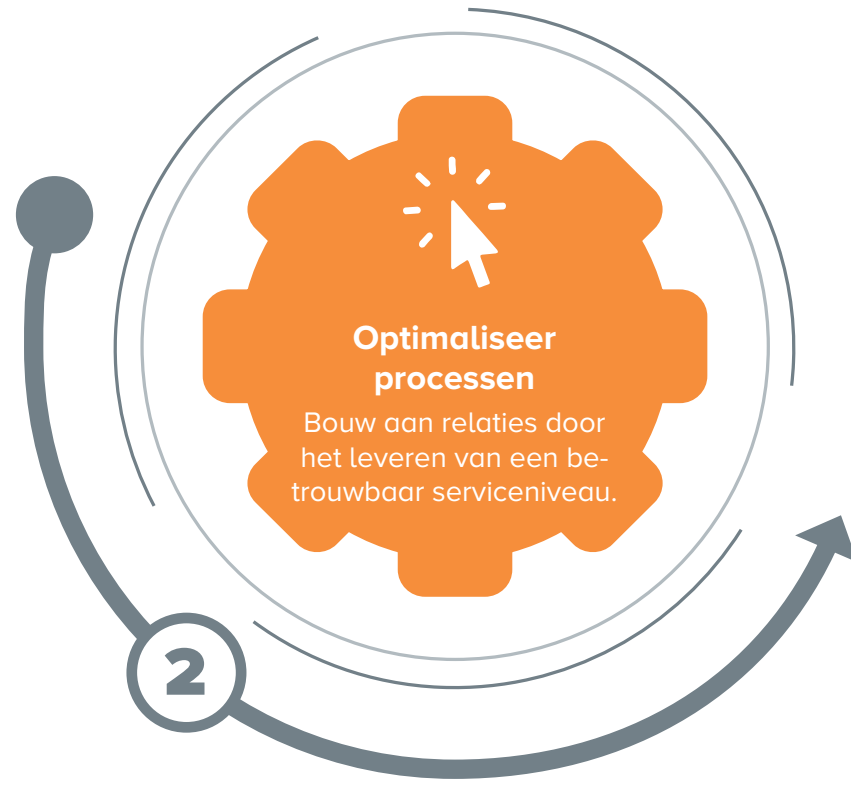 Optimaliseer
processen
Bouw aan relaties door
het leveren van een be-
trouwbaar serviceniveau.
2